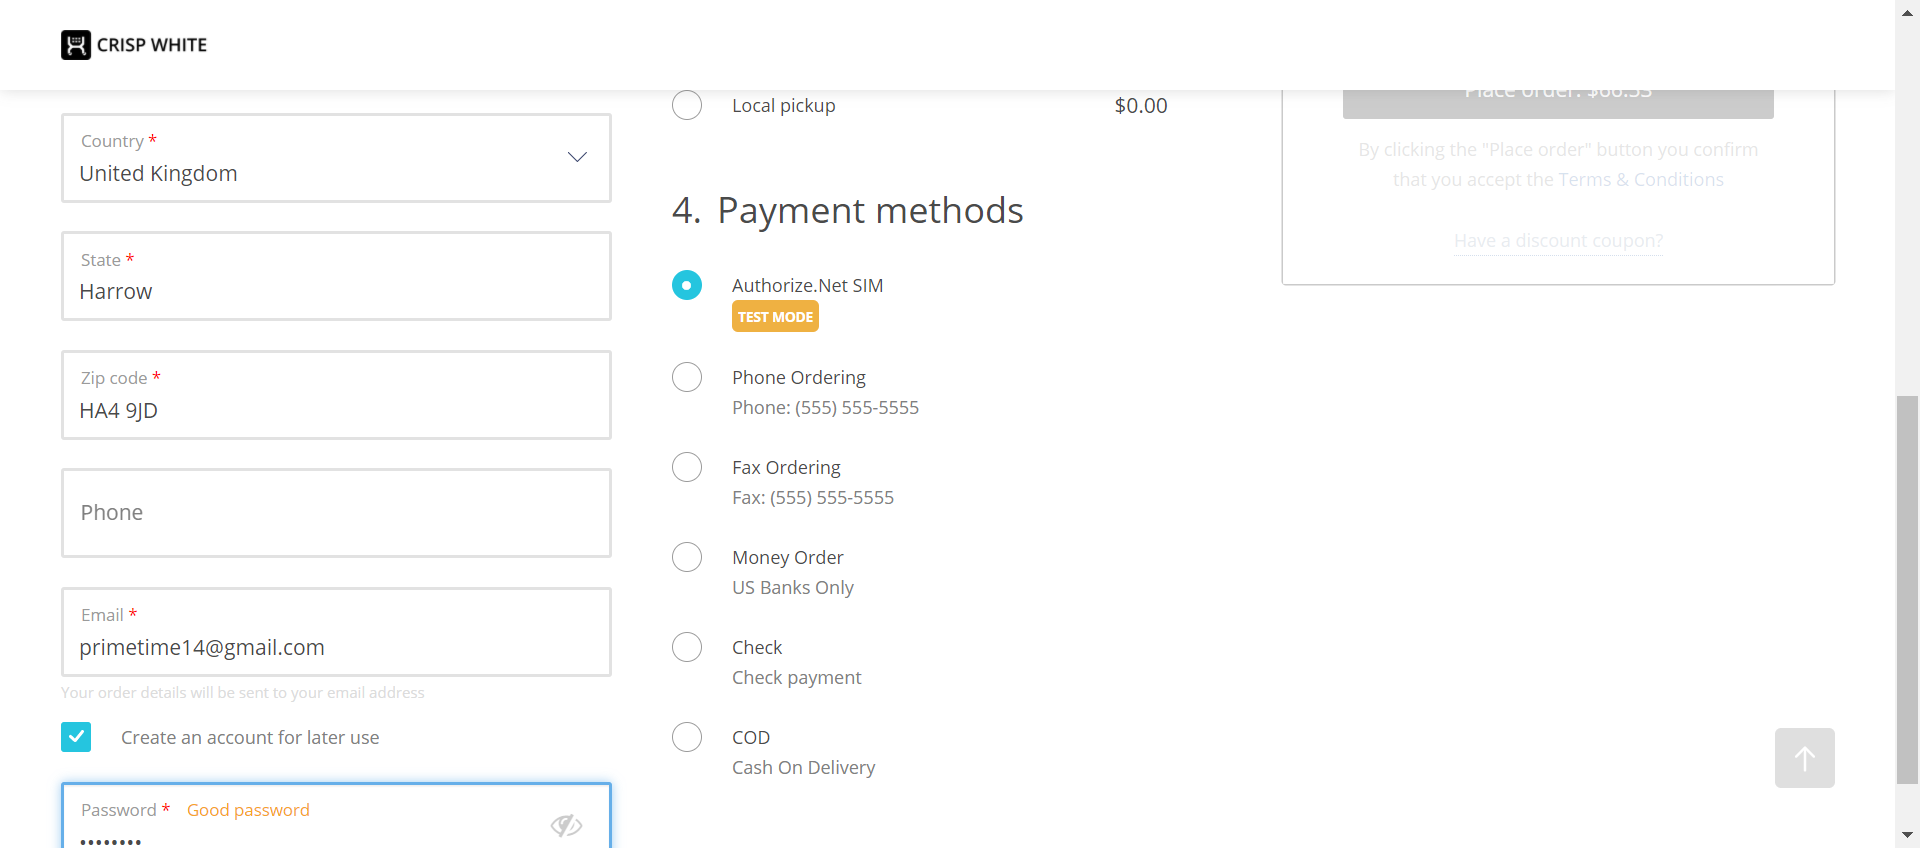 CRISP WHITE
Country *
United Kingdom
State *
Harrow
Zip code *
HA4 9JD
Phone
Email *
primetime14@gmail.com
Your order details will be sent to your email address
Create an account for later use
Password * Good password
••••••••
Local pickup $0.00
4. Payment methods
Authorize.Net SIM
TEST MODE
Phone Ordering
Phone: (555) 555-5555
Fax Ordering
Fax: (555) 555-5555
Money Order
US Banks Only
Check
Check payment
COD
Cash On Delivery
Place order: $66.53
By clicking the "Place order" button you confirm
that you accept the Terms & Conditions
Have a discount coupon?